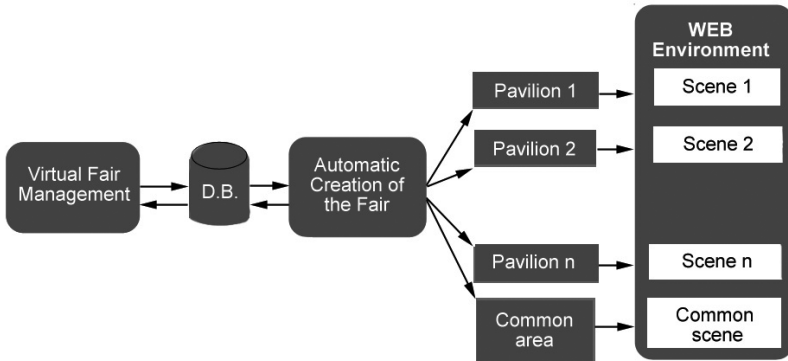 Virtual Fair
Management
D.B.
Automatic
Creation of
the Fair
Pavilion 1
Pavilion 2
Pavilion n
Common
area
WEB
Environment
Scene 1
Scene 2
Scene n
Common
scene